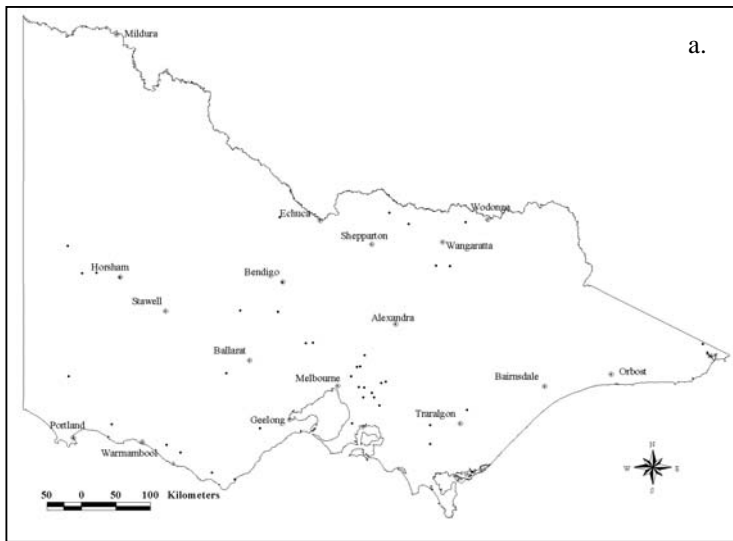 Mildura
a.
Echuca
Wodonga
Shepparton
Wangaratta
Horsham
Bendigo
Stawell
Alexandra
Ballarat
Melbourne
Bairnsdale
Orbost
Geelong
Traralgon
Portland
Warrnambool
N
W E
S
50 0 50 100 Kilometers